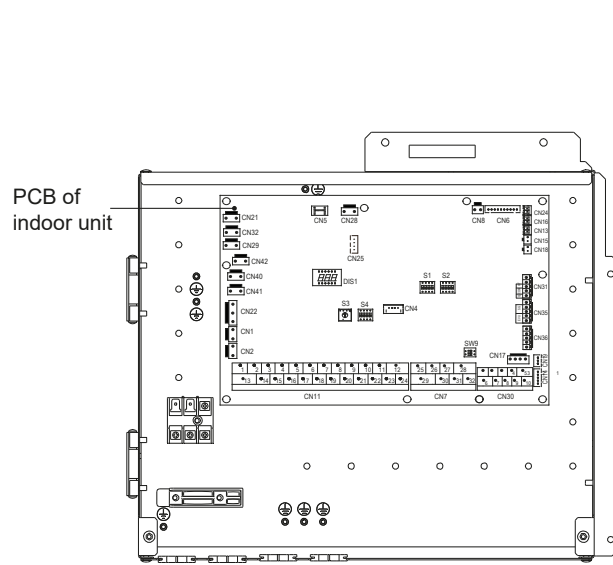 PCB of
indoor unit
CN21
CN32
CN29
CN42
CN40
CN41
CN22
CN1
CN2
CN5
CN28
CN25
DIS1
S3
S4
CN4
S1
S2
CN8
CN6
CN24
CN16
CN13
CN15
CN18
CN31
CN35
CN36
SW9
CN17
1 2 3 4 5 6 7 8 9 10 11 12
13 14 15 16 17 18 19 20 21 22 23 24
25 26 27 28
29 30 31 32
CN11
CN7
CN30